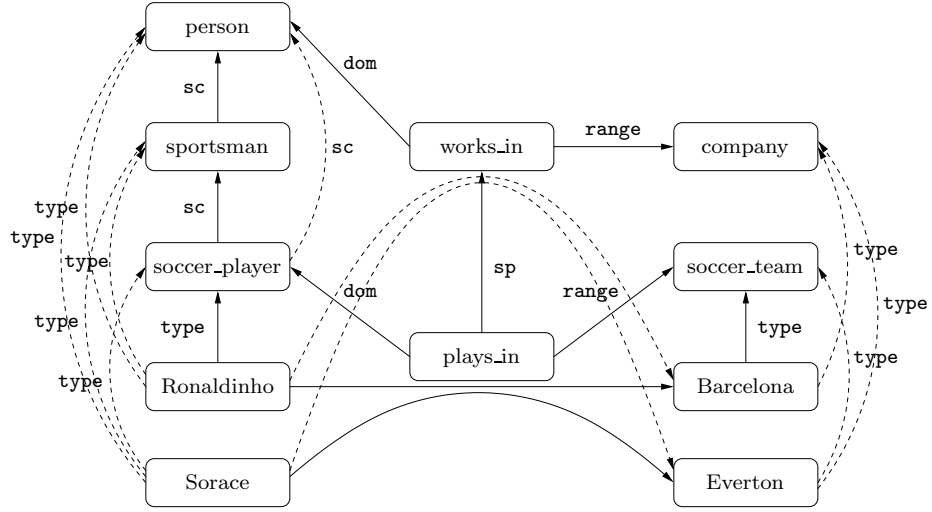 person
dom
sc
sportsman
sc
works_in
range
company
type
type
sc
type
soccer_player
dom
sp
range
soccer_team
type
type
type
type
type
plays_in
type
type
Ronaldinho
Barcelona
Sorace
Everton